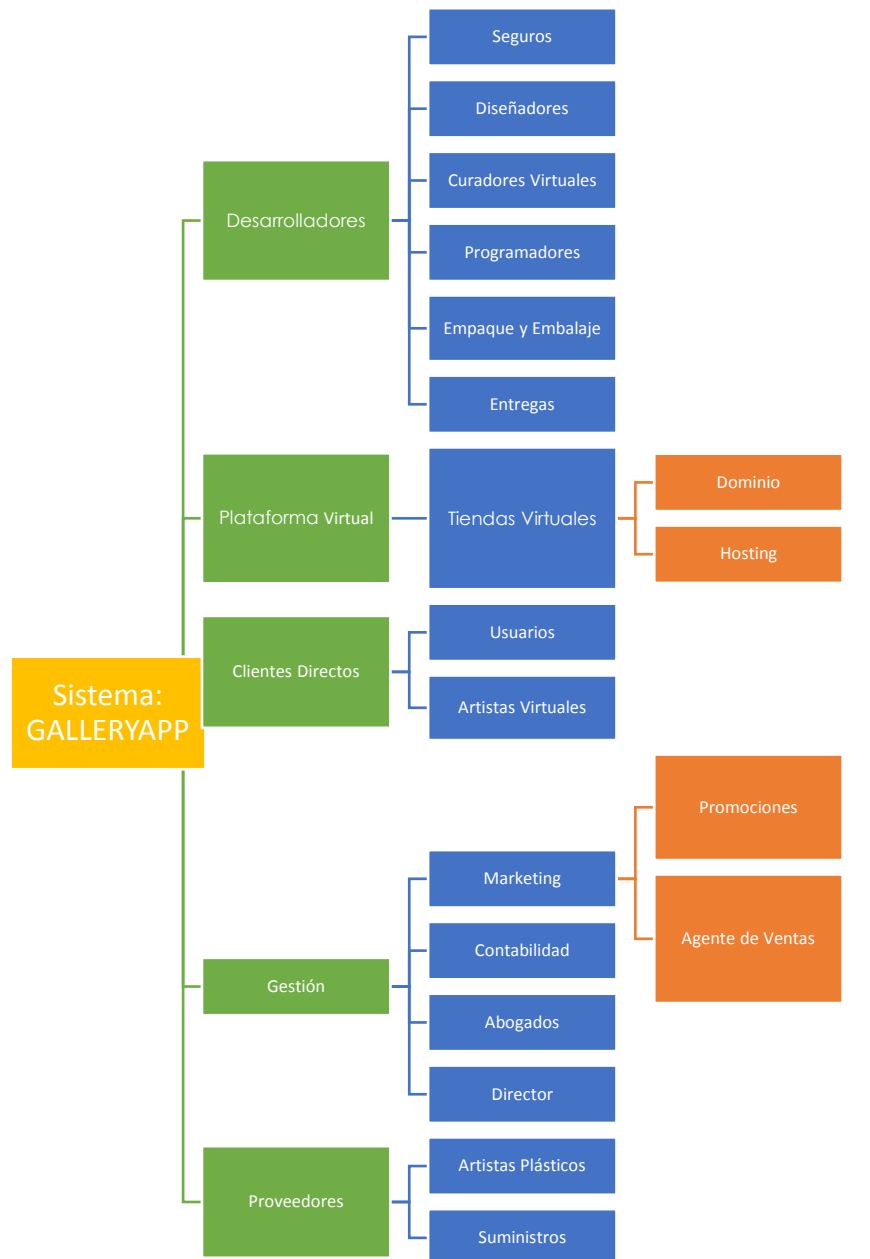 Sistema:
GALLERYAPP
Desarrolladores
Seguros
Diseñadores
Curadores Virtuales
Programadores
Empaque y Embalaje
Entregas
Plataforma Virtual
Tiendas Virtuales
Dominio
Hosting
Clientes Directos
Usuarios
Artistas Virtuales
Gestión
Marketing
Promociones
Agente de Ventas
Contabilidad
Abogados
Director
Proveedores
Artistas Plásticos
Suministros